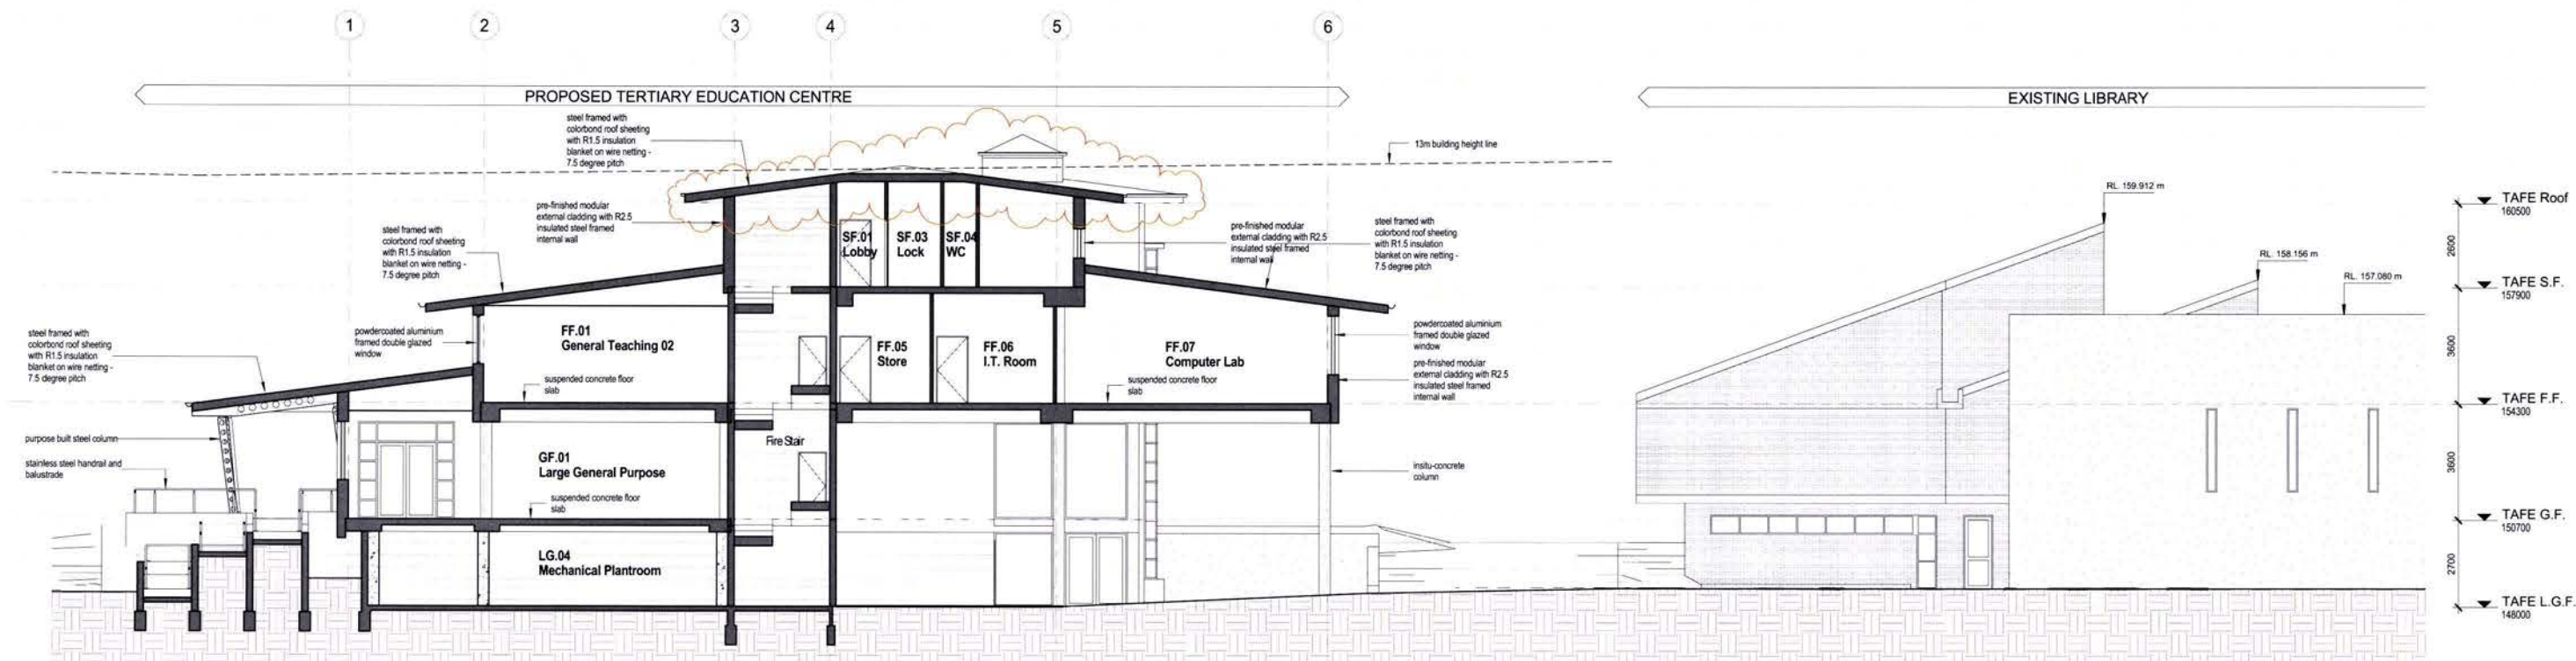 1
2
3
4
5
6
PROPOSED TERTIARY EDUCATION CENTRE
EXISTING LIBRARY
steel framed with
colorbond roof sheeting
with R1.5 insulation
blanket on wire netting -
7.5 degree pitch
13m building height line
pre-finished modular
external cladding with R2.5
insulated steel framed
internal wall
steel framed with
colorbond roof sheeting
with R1.5 insulation
blanket on wire netting -
7.5 degree pitch
steel framed with
colorbond roof sheeting
with R1.5 insulation
blanket on wire netting -
7.5 degree pitch
powdercoated aluminium
framed double glazed
window
purpose built steel column
stainless steel handrail and
balustrade
SF.01
Lobby
SF.03
Lock
SF.04
WC
pre-finished modular
external cladding with R2.5
insulated steel framed
internal wall
steel framed with
colorbond roof sheeting
with R1.5 insulation
blanket on wire netting -
7.5 degree pitch
FF.01
General Teaching 02
suspended concrete floor
slab
FF.05
Store
FF.06
I.T. Room
FF.07
Computer Lab
suspended concrete floor
slab
powdercoated aluminium
framed double glazed
window
pre-finished modular
external cladding with R2.5
insulated steel framed
internal wall
GF.01
Large General Purpose
suspended concrete floor
slab
Fire Stair
insitu-concrete
column
LG.04
Mechanical Plantroom
RL. 159.912 m
RL. 158.156 m
RL. 157.080 m
TAFE Roof
160500
2600
TAFE S.F.
157900
3600
TAFE F.F.
154300
3600
TAFE G.F.
150700
2700
TAFE L.G.F.
148000